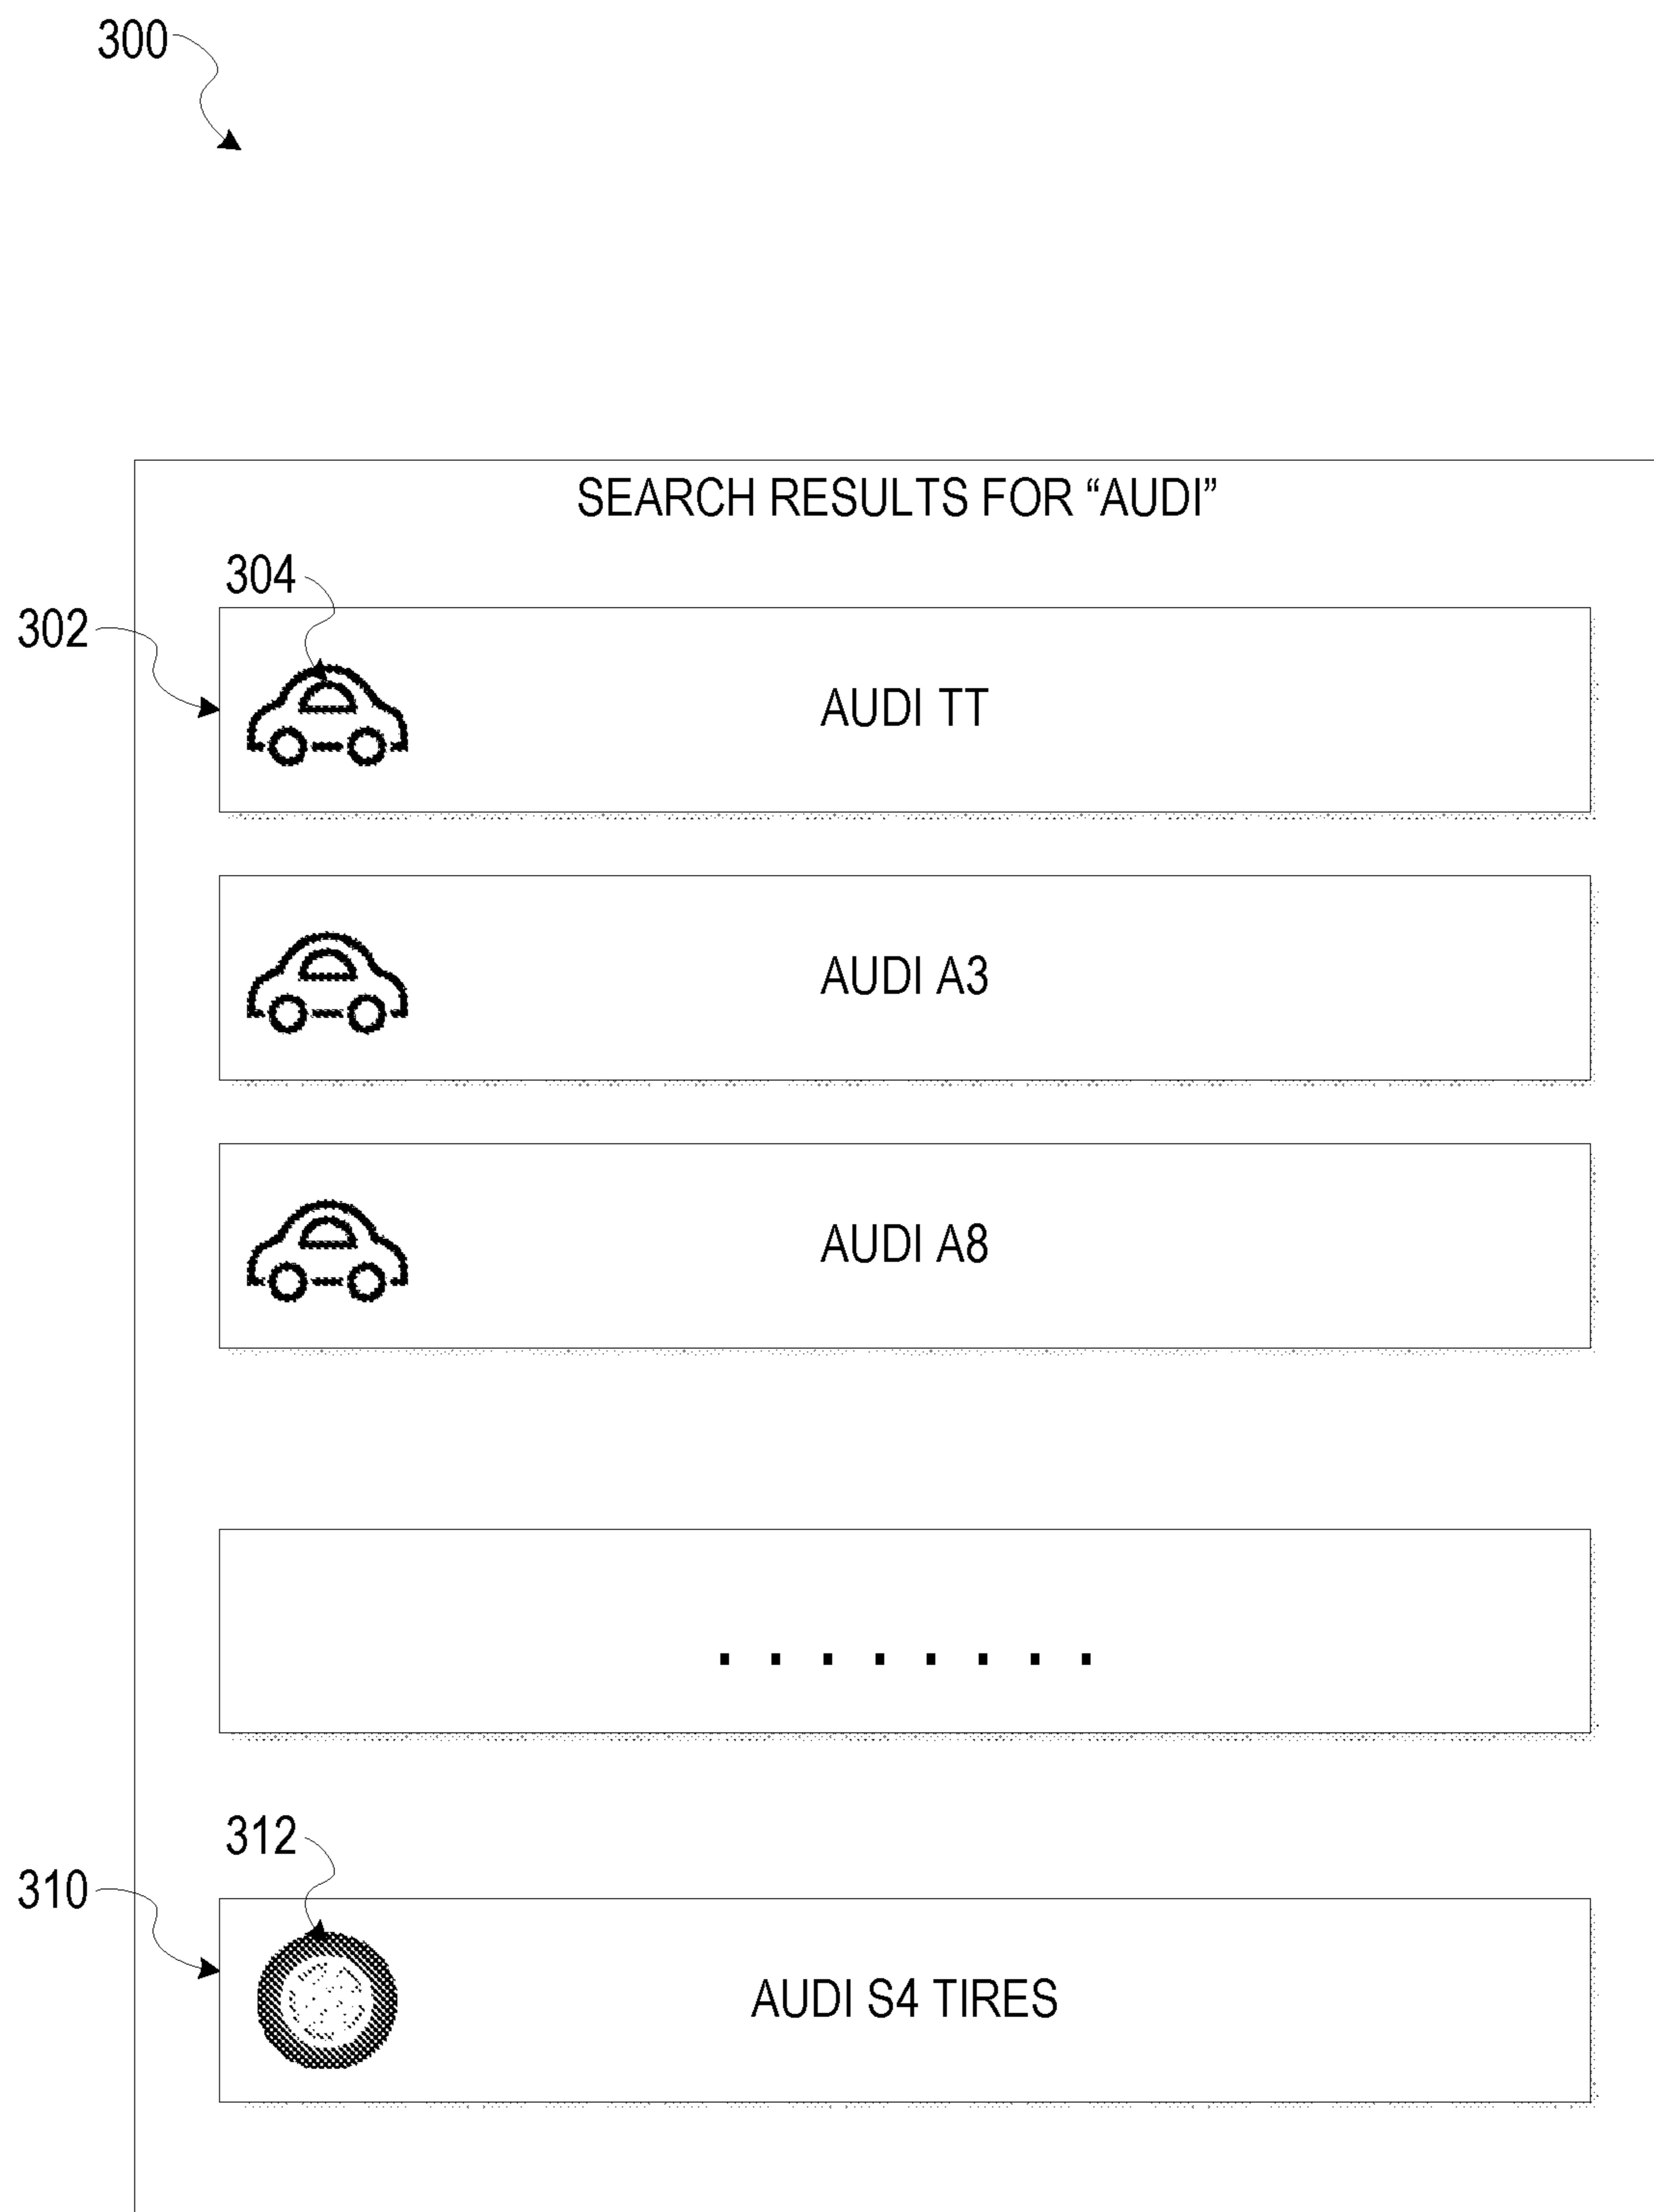 300
SEARCH RESULTS FOR “AUDI”
304
302
AUDI TT
AUDI A3
AUDI A8
. . . . . . . .
312
310
AUDI S4 TIRES